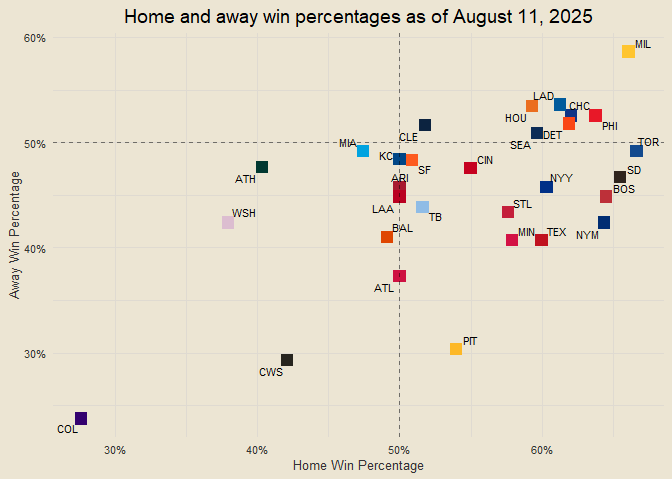 Home and away win percentages as of August 11, 2025
60%
MIL
LAD
CHC
HOU
PHI
50%
CLE
SEA
DET
MIA
TOR
KC
CIN
SF
SD
ATH
ARI
NYY
BOS
LAA
STL
WSH
TB
BAL
MIN
TEX
NYM
40%
ATL
PIT
30%
CWS
COL
30%
40%
50%
60%
Home Win Percentage
Away Win Percentage